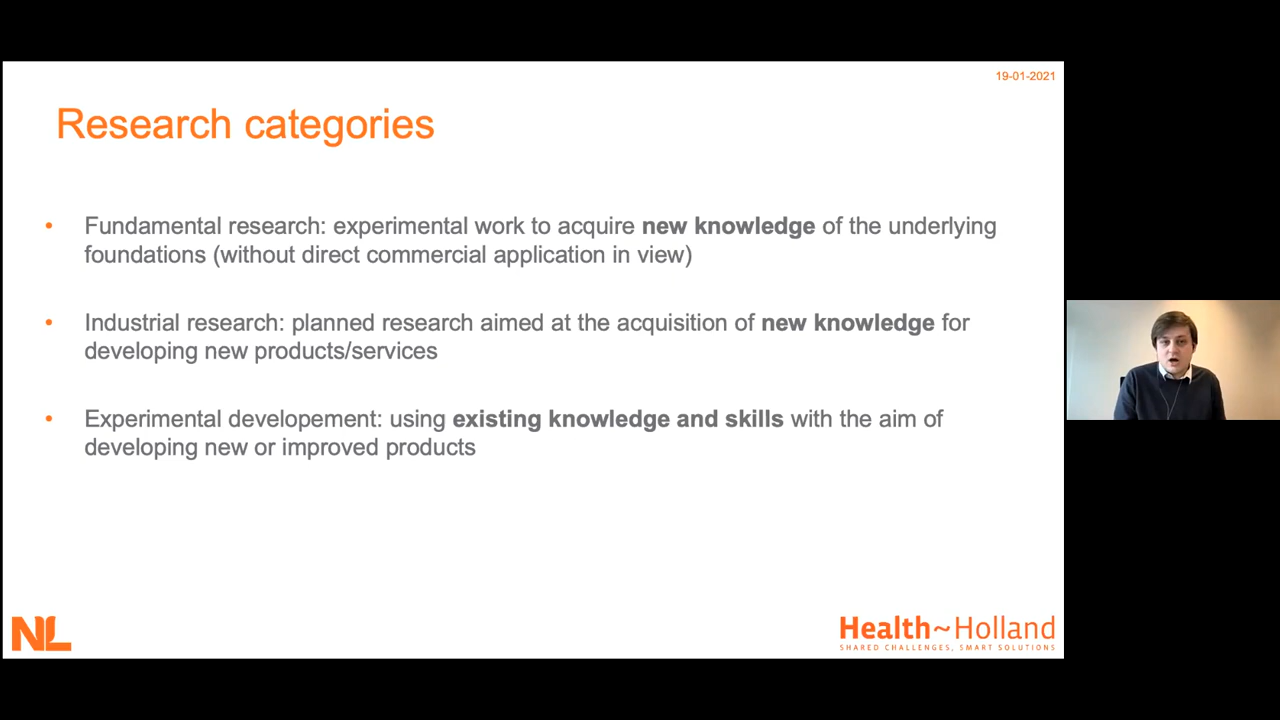 19-01-2021
Research categories
• Fundamental research: experimental work to acquire new knowledge of the underlying
foundations (without direct commercial application in view)
• Industrial research: planned research aimed at the acquisition of new knowledge for
developing new products/services
• Experimental developement: using existing knowledge and skills with the aim of
developing new or improved products
NL
Health~Holland
SHARED CHALLENGES, SMART SOLUTIONS